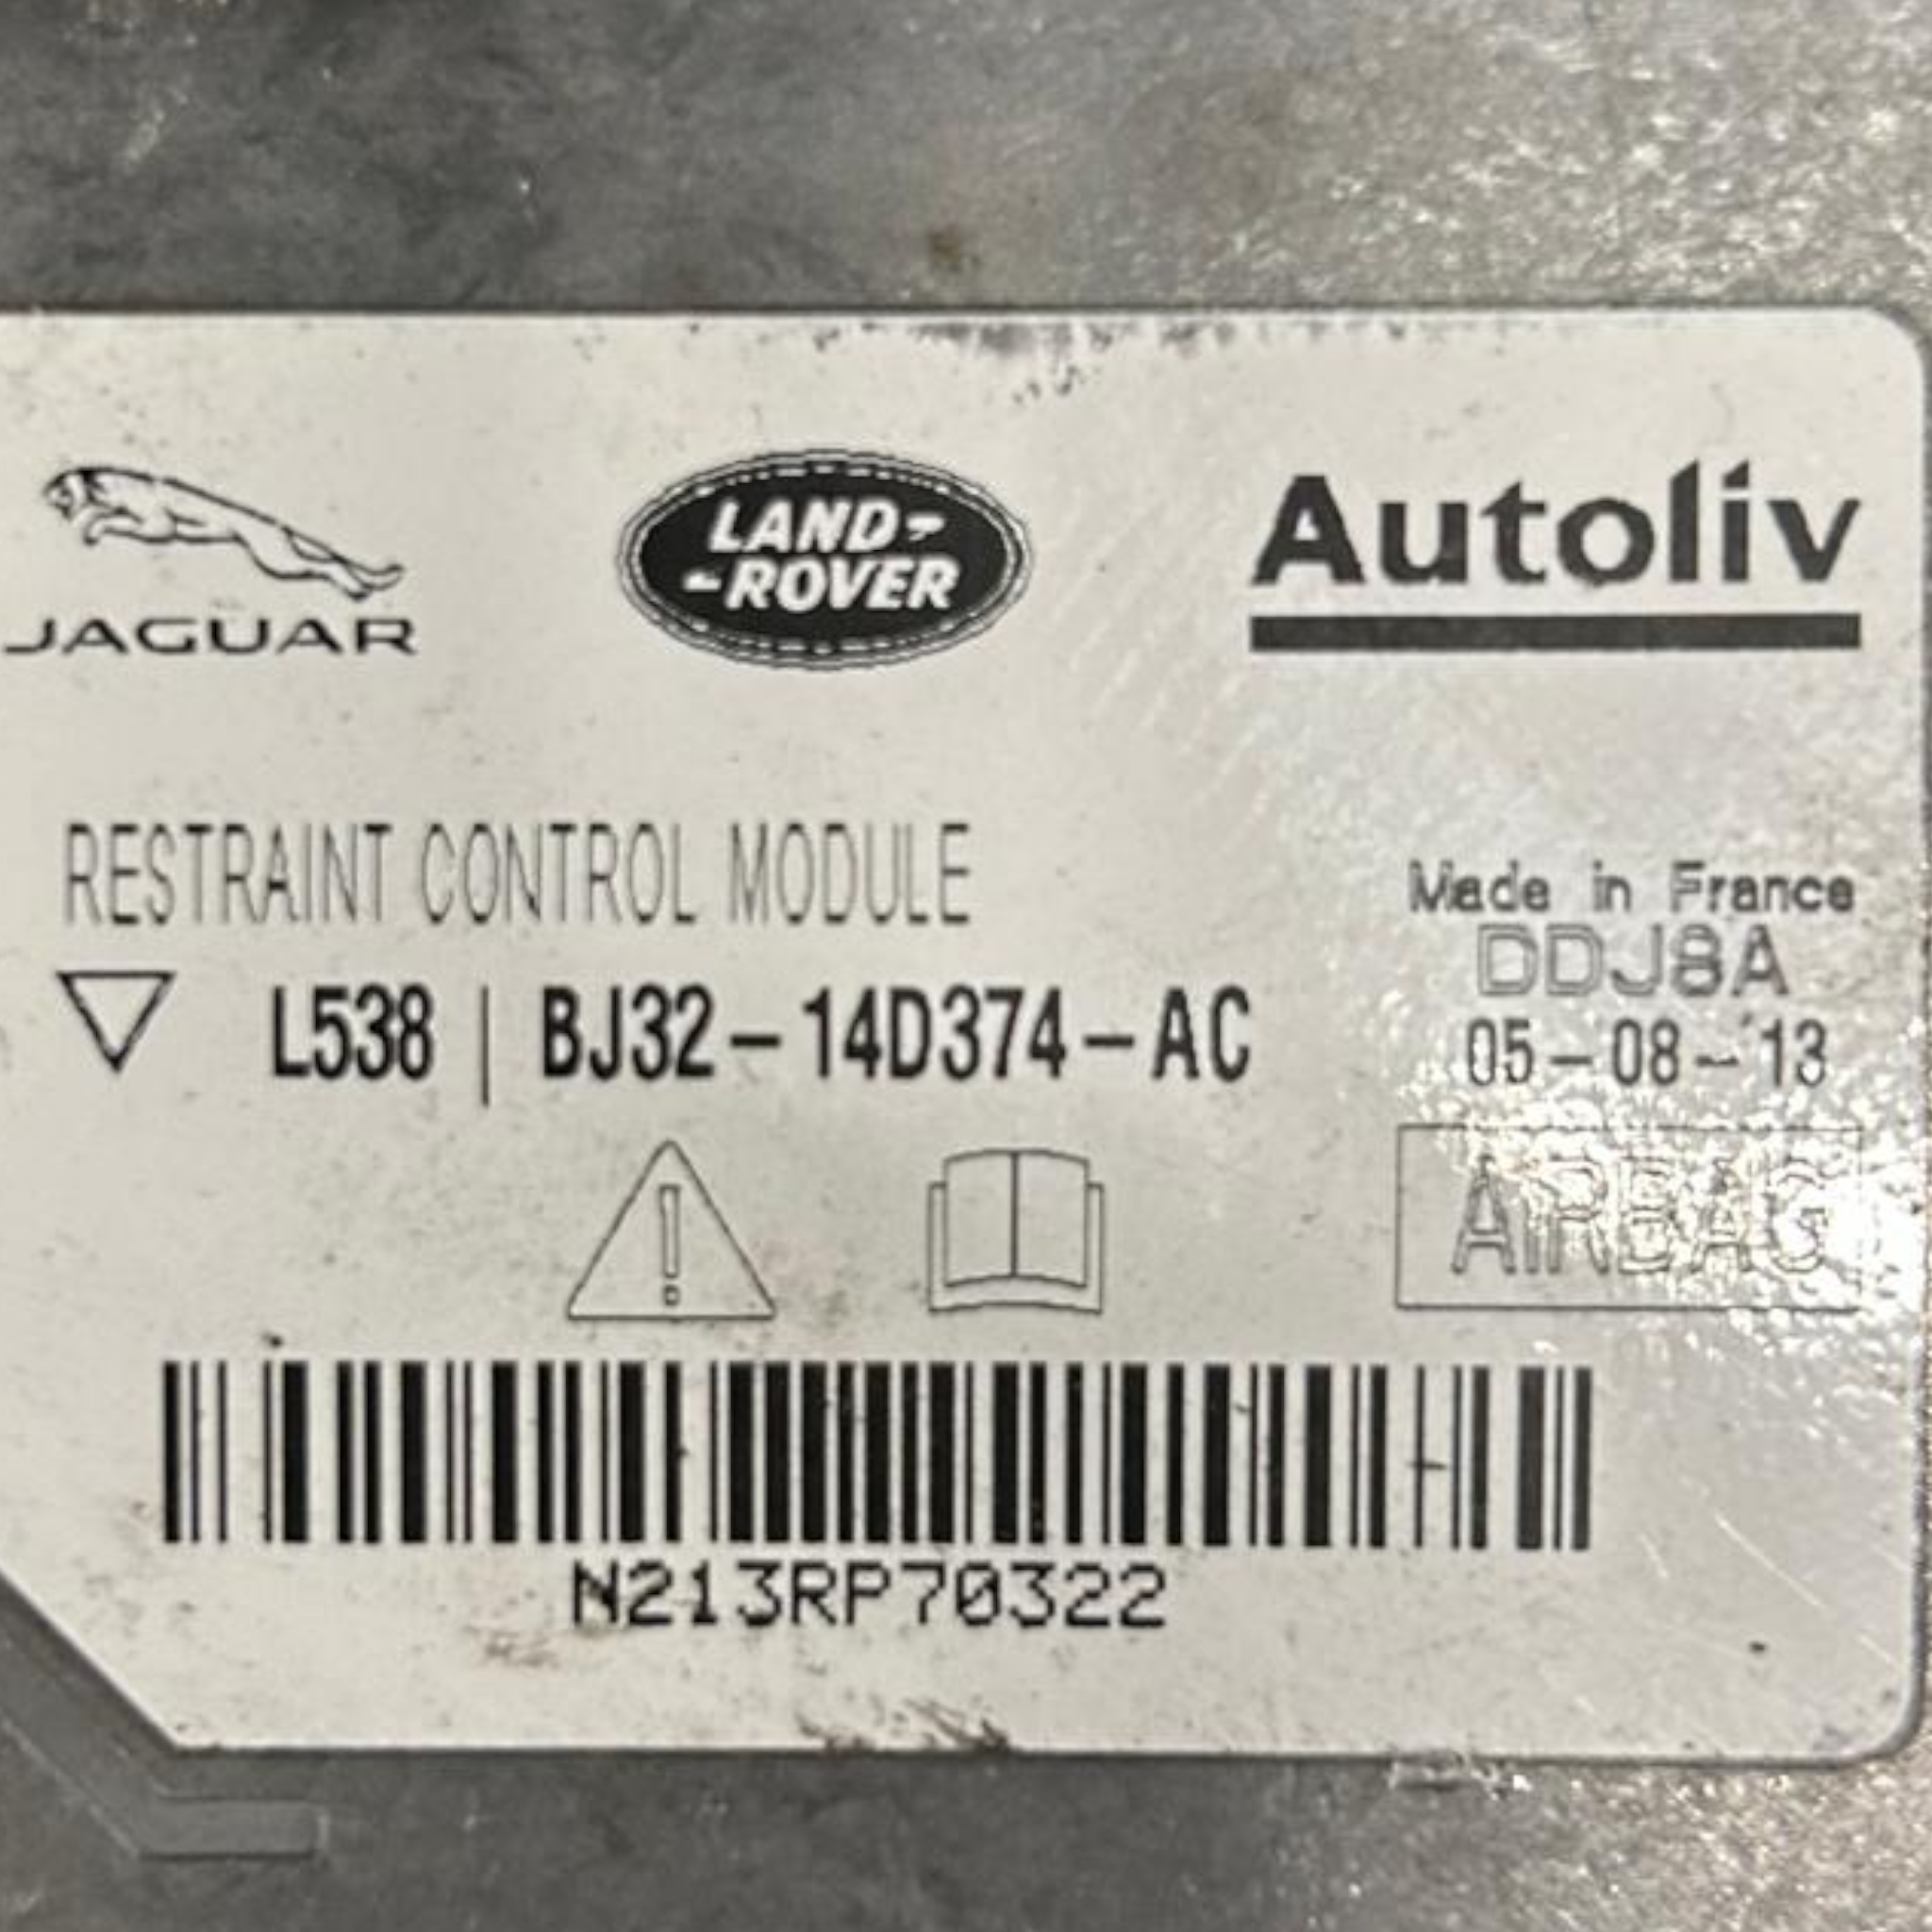 JAGUAR
LAND-
-ROVER
Autoliv
RESTRAINT CONTROL MODULE
Made in France
DDJ8A
L538 | BJ32-14D374-AC
05-08-13
!
AiRBAG
N213RP70322